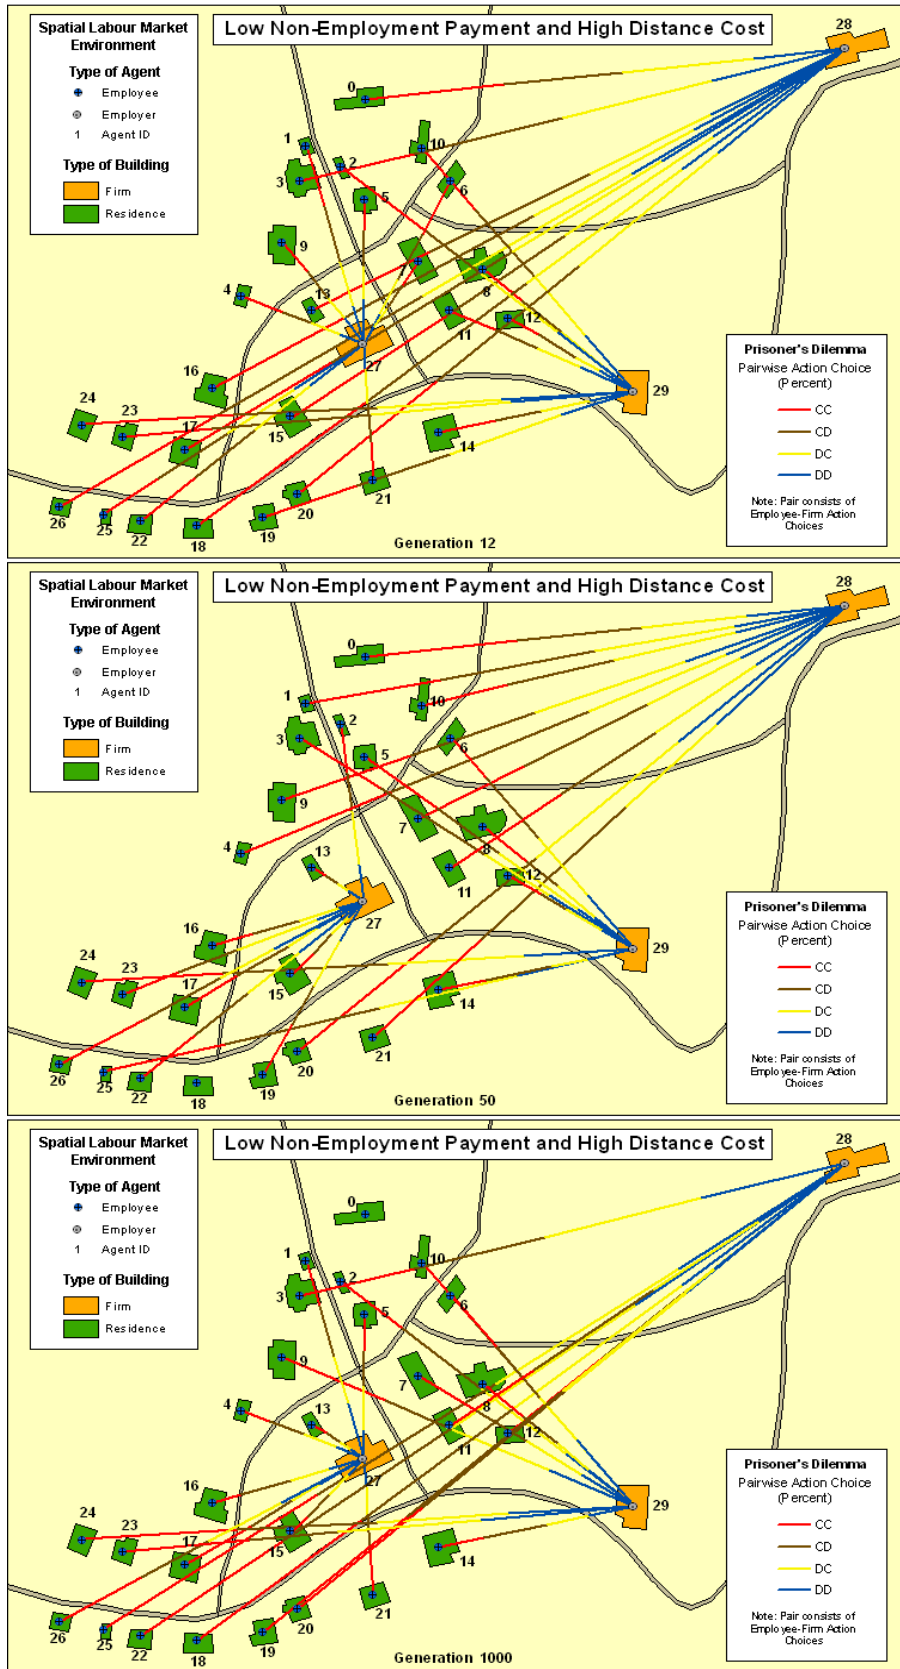 Low Non-Employment Payment and High Distance Cost
Spatial Labour Market
Environment
Type of Agent
Employee
Employer
1 Agent ID
Type of Building
Firm
Residence
28
0
1
2
10
3
5
6
9
7
4
8
13
11
12
27
16
29
24
23
17
15
14
21
26
25
22
18
19
20
Prisoner's Dilemma
Pairwise Action Choice
(Percent)
CC
CD
DC
DD
Note: Pair consists of
Employee-Firm Action
Choices
Generation 12
Low Non-Employment Payment and High Distance Cost
Spatial Labour Market
Environment
Type of Agent
Employee
Employer
1 Agent ID
Type of Building
Firm
Residence
28
0
1
2
10
3
5
6
9
7
4
8
13
11
12
27
16
29
24
23
17
15
14
21
26
25
22
18
19
20
Prisoner's Dilemma
Pairwise Action Choice
(Percent)
CC
CD
DC
DD
Note: Pair consists of
Employee-Firm Action
Choices
Generation 50
Low Non-Employment Payment and High Distance Cost
Spatial Labour Market
Environment
Type of Agent
Employee
Employer
1 Agent ID
Type of Building
Firm
Residence
28
0
1
2
10
3
5
6
9
7
4
8
13
11
12
27
16
29
24
23
17
15
14
21
26
25
22
18
19
20
Prisoner's Dilemma
Pairwise Action Choice
(Percent)
CC
CD
DC
DD
Note: Pair consists of
Employee-Firm Action
Choices
Generation 1000